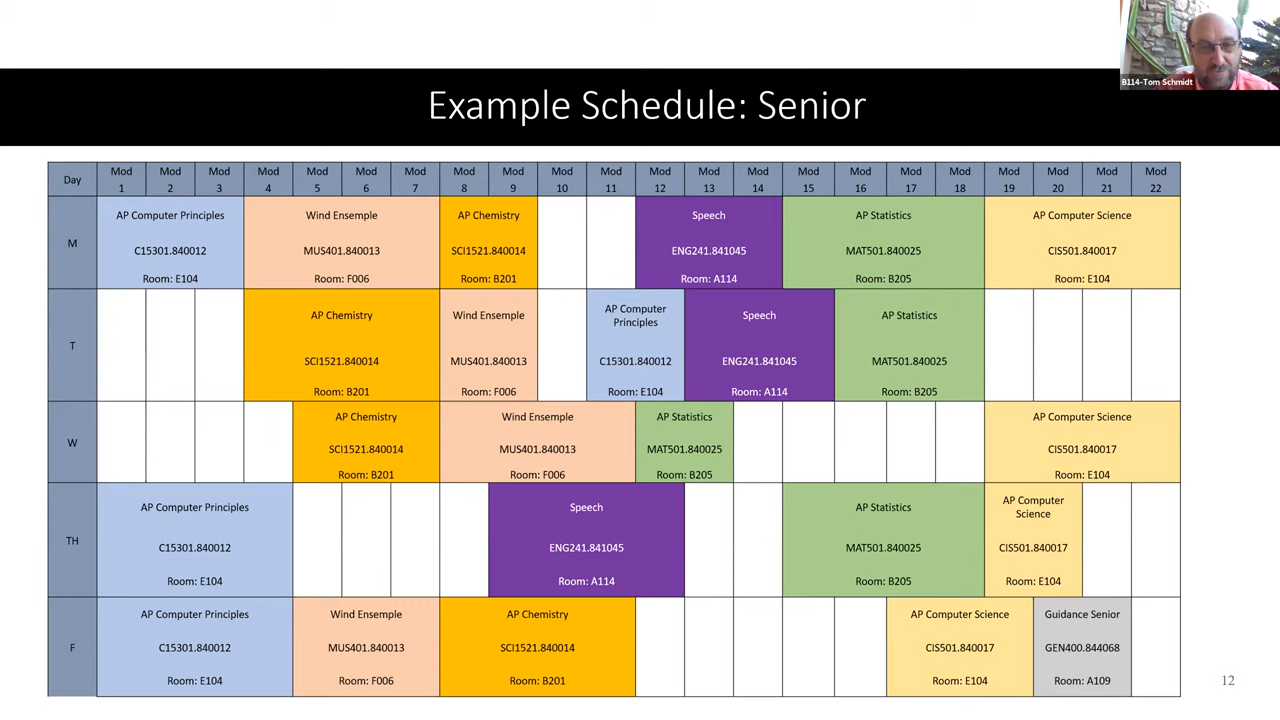 B114-Tom Schmidt
Example Schedule: Senior
Day Mod 1 Mod 2 Mod 3 Mod 4 Mod 5 Mod 6 Mod 7 Mod 8 Mod 9 Mod 10 Mod 11 Mod 12 Mod 13 Mod 14 Mod 15 Mod 16 Mod 17 Mod 18 Mod 19 Mod 20 Mod 21 Mod 22
M
AP Computer Principles
C15301.840012
Room: E104
Wind Ensemple
MUS401.840013
Room: F006
AP Chemistry
SCI1521.840014
Room: B201
Speech
ENG241.841045
Room: A114
AP Statistics
MAT501.840025
Room: B205
AP Computer Science
CIS501.840017
Room: E104
T
AP Chemistry
SCI1521.840014
Room: B201
Wind Ensemple
MUS401.840013
Room: F006
AP Computer
Principles
C15301.840012
Room: E104
Speech
ENG241.841045
Room: A114
AP Statistics
MAT501.840025
Room: B205
W
AP Chemistry
SCI1521.840014
Room: B201
Wind Ensemple
MUS401.840013
Room: F006
AP Statistics
MAT501.840025
Room: B205
AP Computer Science
CIS501.840017
Room: E104
TH
AP Computer Principles
C15301.840012
Room: E104
Speech
ENG241.841045
Room: A114
AP Statistics
MAT501.840025
Room: B205
AP Computer
Science
CIS501.840017
Room: E104
F
AP Computer Principles
C15301.840012
Room: E104
Wind Ensemple
MUS401.840013
Room: F006
AP Chemistry
SCI1521.840014
Room: B201
AP Computer Science
CIS501.840017
Room: E104
Guidance Senior
GEN400.844068
Room: A109
12